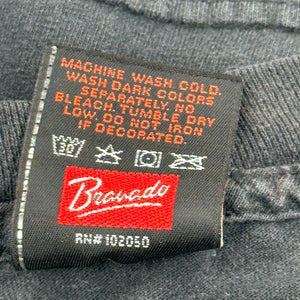 MACHINE WASH COLD.
WASH DARK COLORS
SEPARATELY. NO
BLEACH. TUMBLE DRY
LOW. DO NOT IRON
IF DECORATED.
30
Bravado
RN# 102050